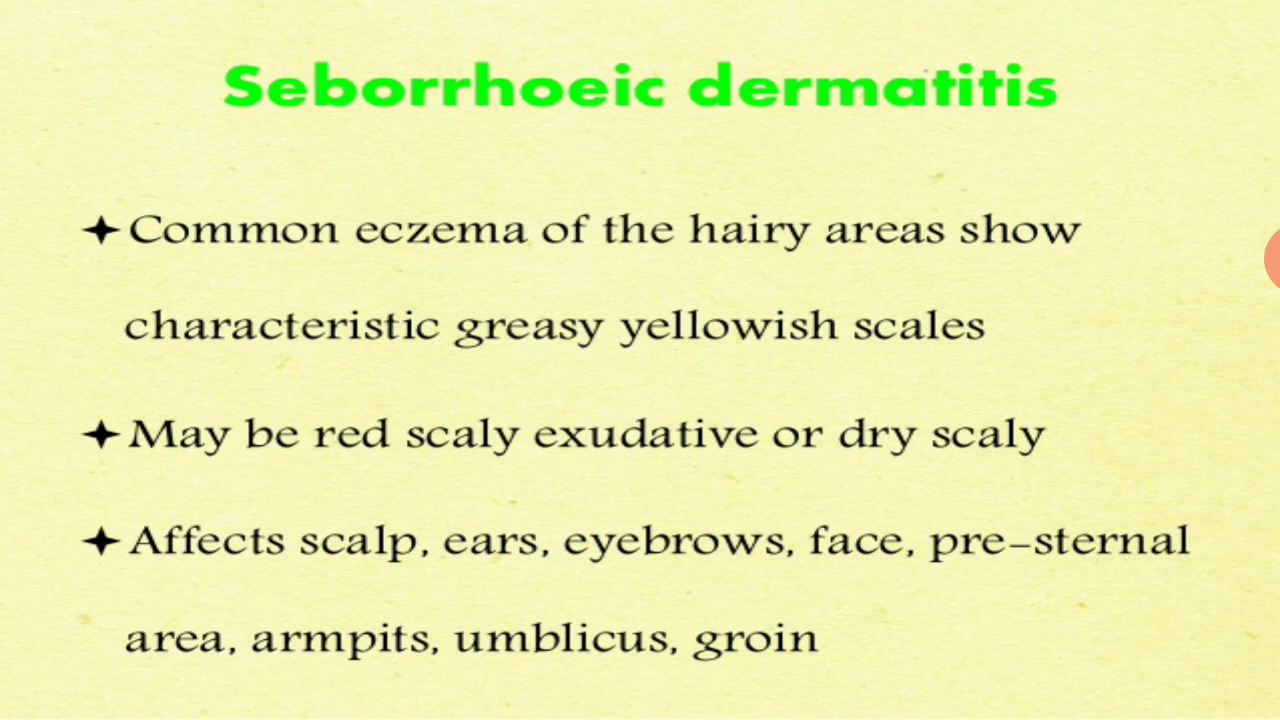 Seborrhoeic dermatitis
✦Common eczema of the hairy areas show
characteristic greasy yellowish scales
✦May be red scaly exudative or dry scaly
✦Affects scalp, ears, eyebrows, face, pre-sternal
area, armpits, umblicus, groin